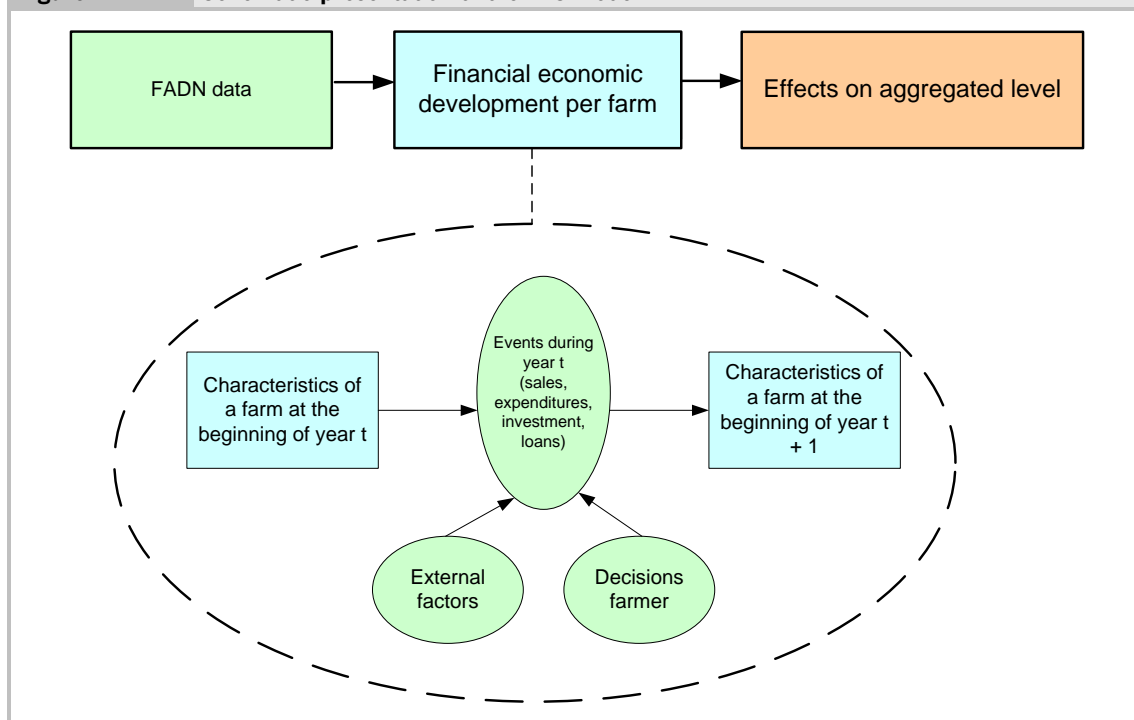 FADN data
Financial economic
development per farm
Effects on aggregated level
Events during
year t
(sales,
expenditures,
investment,
loans)
Characteristics of
a farm at the
beginning of year t
Characteristics of
a farm at the
beginning of year t
+ 1
External
factors
Decisions
farmer